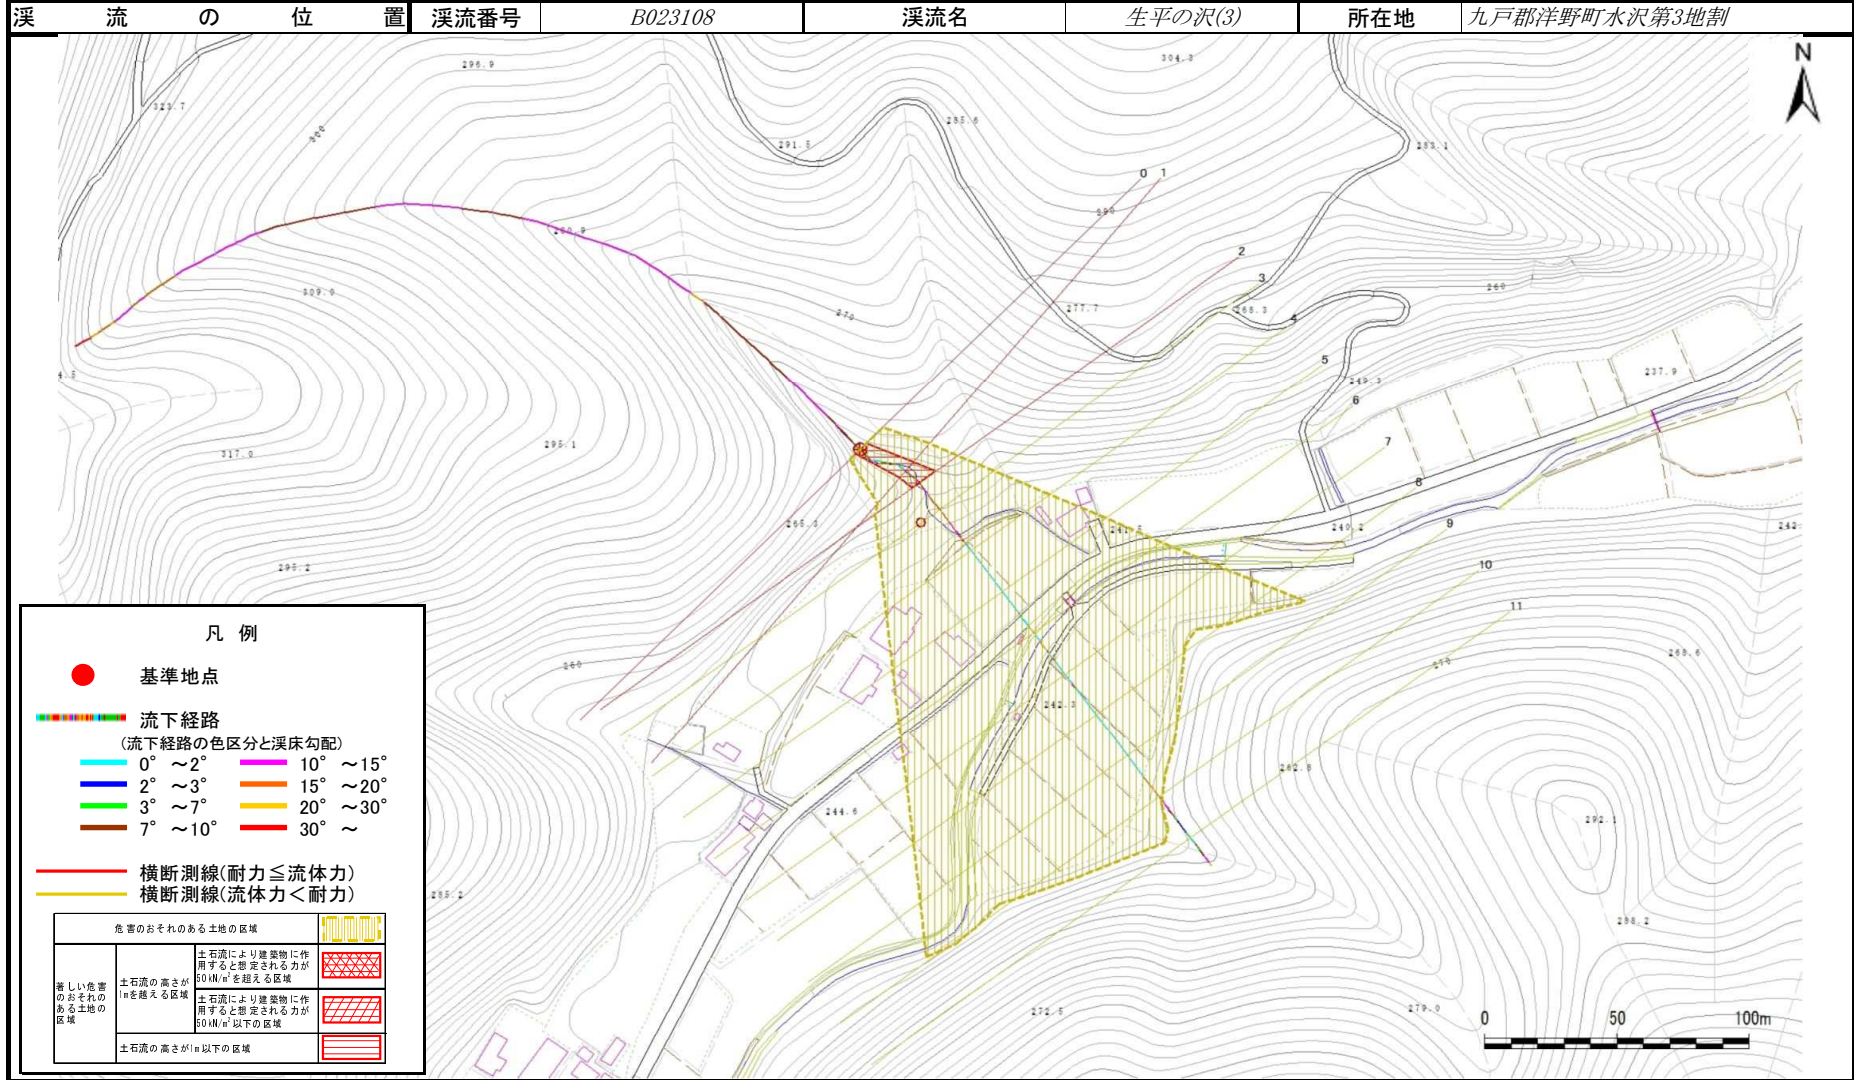 渓流の位置 渓流番号 B023108 渓流名 生平の沢(3) 所在地 九戸郡洋野町水沢第3地割
N
296.9
304.3
323.7
300
285.6
291.5
283.1
0 1
290
280.9
2
3
309.0
260
277.7
268.3
270
4
5
237.9
249.3
6
295.1
7
317.0
8
265.3
9
240.2
241.5
242.
10
295.2
11
260
268.6
270
242.3
262.8
244.6
292.1
285.2
288.2
272.5
279.0
凡 例
基準地点
流下経路
(流下経路の色区分と渓床勾配)
0° ～2° 10° ～15°
2° ～3° 15° ～20°
3° ～7° 20° ～30°
7° ～10° 30° ～
横断測線(耐力≦流体力)
横断測線(流体力＜耐力)
危害のおそれのある土地の区域
著しい危害
のおそれの
ある土地の
区域
土石流の高さが
1mを越える区域
土石流により建築物に作
用すると想定される力が
50kN/m²を超える区域
土石流により建築物に作
用すると想定される力が
50kN/m²以下の区域
土石流の高さが1m以下の区域
0 50 100m